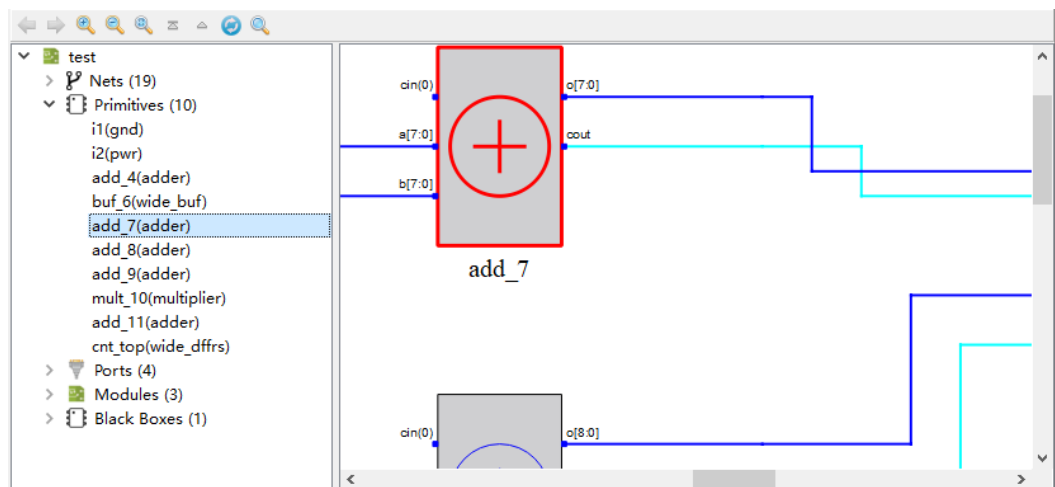 test
Nets (19)
Primitives (10)
i1(gnd)
i2(pwr)
add_4(adder)
buf_6(wide_buf)
add_7(adder)
add_8(adder)
add_9(adder)
mult_10(multiplier)
add_11(adder)
cnt_top(wide_dffrs)
Ports (4)
Modules (3)
Black Boxes (1)
cin(0)
o[7:0]
a[7:0]
cout
b[7:0]
add_7
cin(0)
o[8:0]